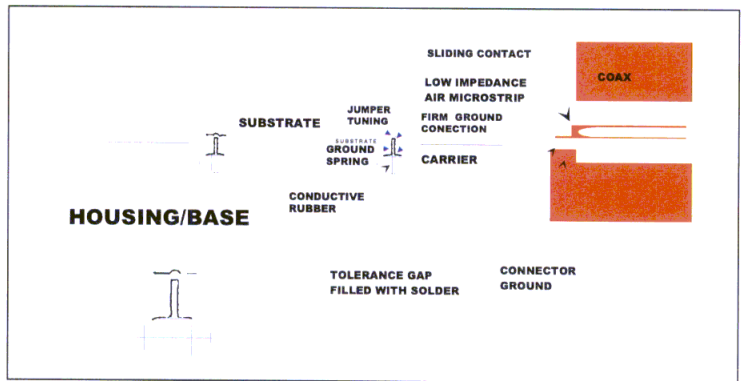 SLIDING CONTACT
COAX
LOW IMPEDANCE
AIR MICROSTRIP
JUMPER
TUNING
SUBSTRATE
FIRM GROUND
CONECTION
SUBSTRATE
GROUND
SPRING
CARRIER
CONDUCTIVE
RUBBER
HOUSING/BASE
TOLERANCE GAP
FILLED WITH SOLDER
CONNECTOR
GROUND